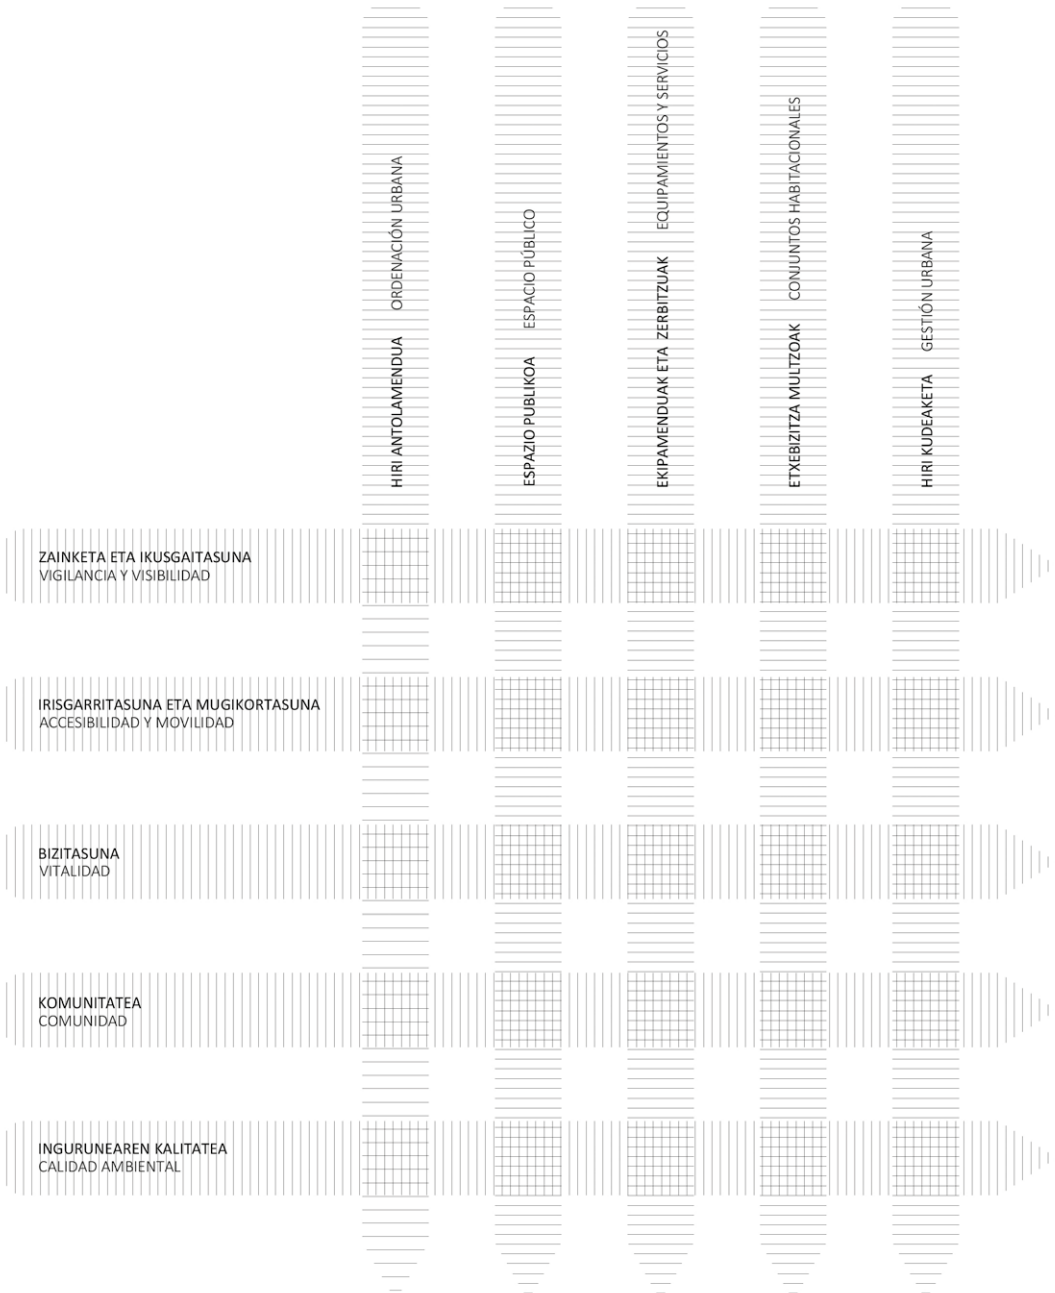 HIRI ANTOLAMENDUA ORDENACIÓN URBANA
ESPAZIO PUBLIKOA ESPACIO PÚBLICO
EKIPAMENDUAK ETA ZERBITZUAK EQUIPAMIENTOS Y SERVICIOS
ETXEBIZITZA MULTZOAK CONJUNTOS HABITACIONALES
HIRI KUDEAKETA GESTIÓN URBANA
ZAINKETA ETA IKUSGAITASUNA
VIGILANCIA Y VISIBILIDAD
IRISGARRITASUNA ETA MUGIKORTASUNA
ACCESIBILIDAD Y MOVILIDAD
BIZITASUNA
VITALIDAD
KOMUNITATEA
COMUNIDAD
INGURUNEAREN KALITATEA
CALIDAD AMBIENTAL